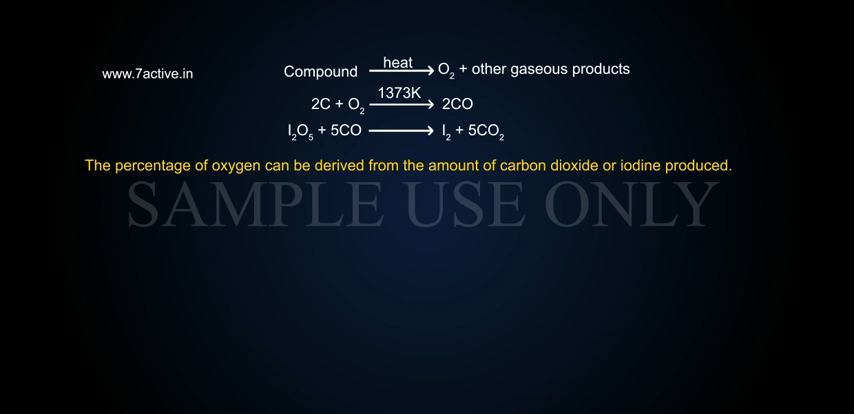 www.7active.in
Compound heat → O₂ + other gaseous products
2C + O₂ 1373K → 2CO
I₂O₅ + 5CO → I₂ + 5CO₂
The percentage of oxygen can be derived from the amount of carbon dioxide or iodine produced.
SAMPLE USE ONLY